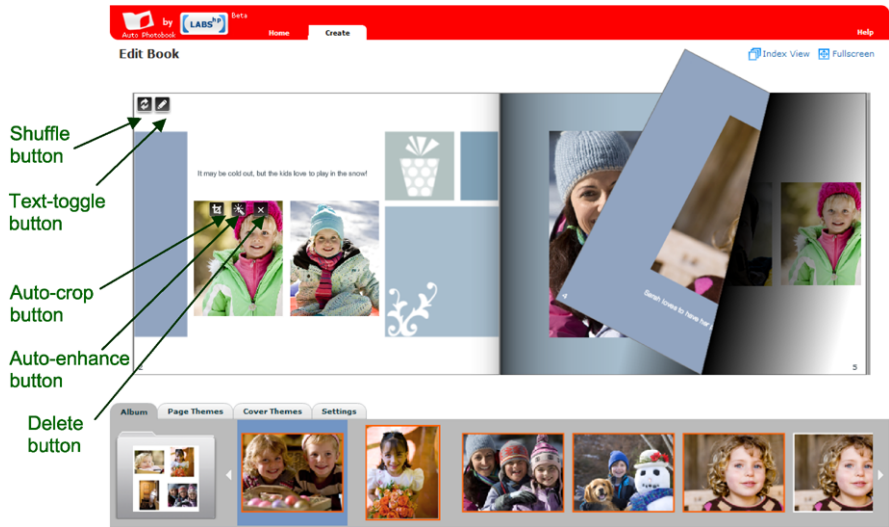 Auto Photobook by LABS hp Beta
Home Create Help
Edit Book
Index View Fullscreen
Shuffle
button
Text-toggle
button
Auto-crop
button
Auto-enhance
button
Delete
button
It may be cold out, but the kids love to play in the snow!
2
4
Sarah loves to have her
5
Album Page Themes Cover Themes Settings